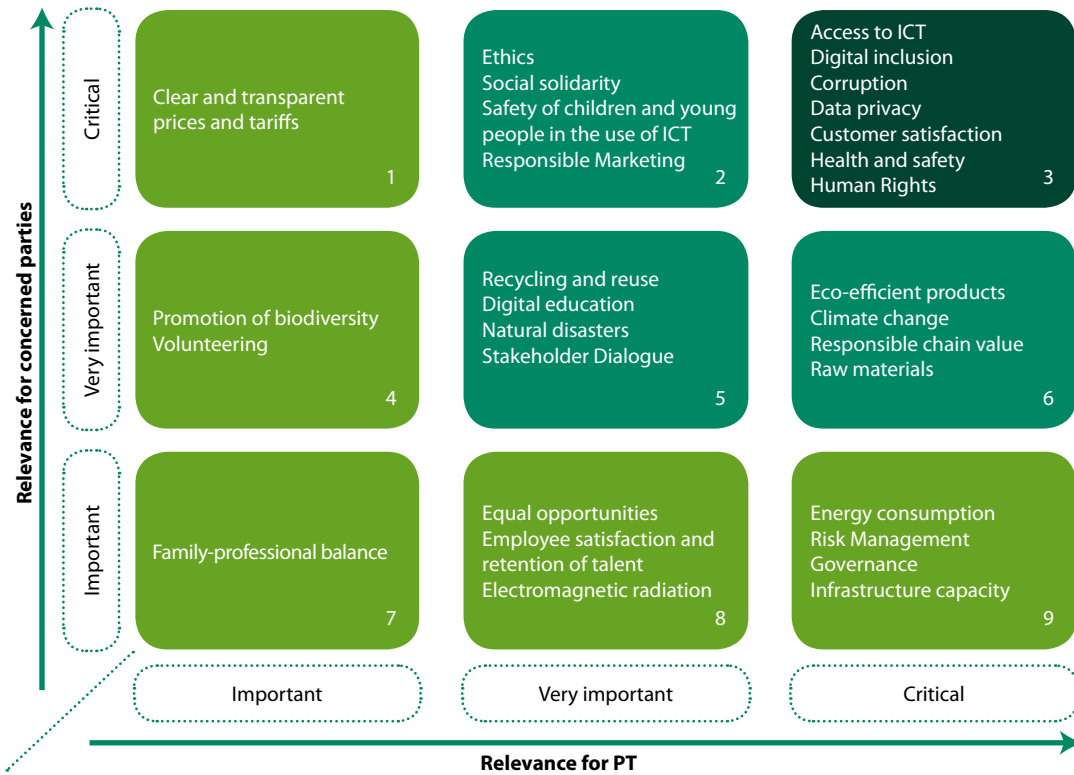 Relevance for concerned parties
Critical
Clear and transparent
prices and tariffs
1
Ethics
Social solidarity
Safety of children and young
people in the use of ICT
Responsible Marketing
2
Access to ICT
Digital inclusion
Corruption
Data privacy
Customer satisfaction
Health and safety
Human Rights
3
Very important
Promotion of biodiversity
Volunteering
4
Recycling and reuse
Digital education
Natural disasters
Stakeholder Dialogue
5
Eco-efficient products
Climate change
Responsible chain value
Raw materials
6
Important
Family-professional balance
7
Equal opportunities
Employee satisfaction and
retention of talent
Electromagnetic radiation
8
Energy consumption
Risk Management
Governance
Infrastructure capacity
9
Important
Very important
Critical
Relevance for PT